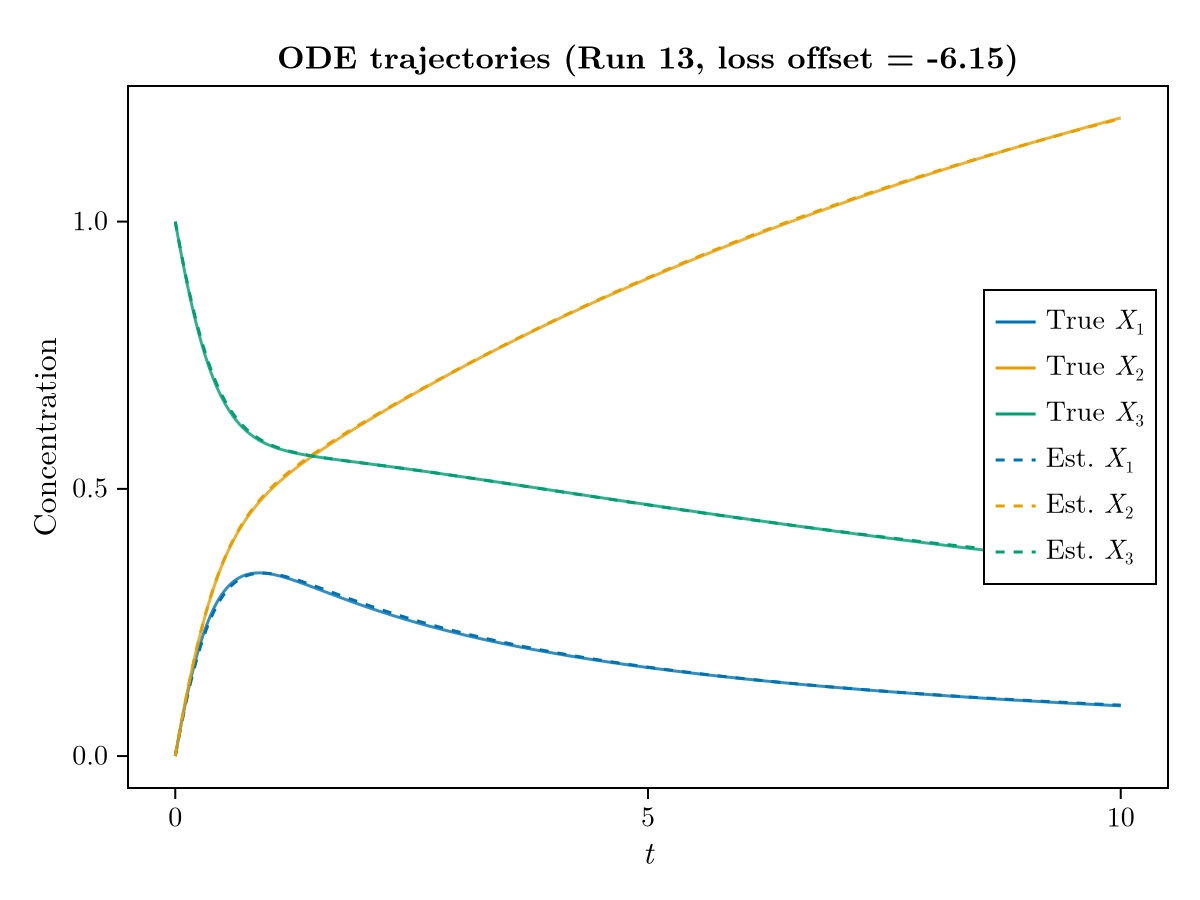 ODE trajectories (Run 13, loss offset = -6.15)
Concentration
1.0
0.5
0.0
True X₁
True X₂
True X₃
Est. X₁
Est. X₂
Est. X₃
0
5
10
t